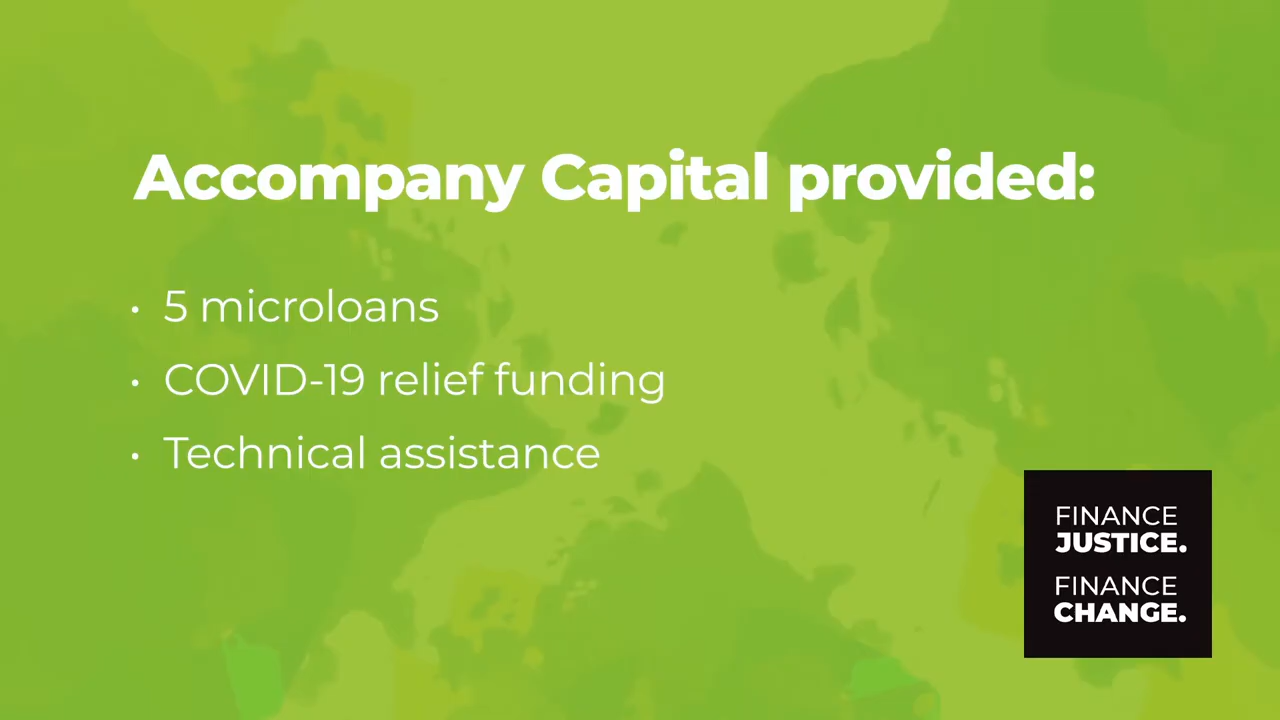 Accompany Capital provided:
• 5 microloans
• COVID-19 relief funding
• Technical assistance
FINANCE
JUSTICE.
FINANCE
CHANGE.